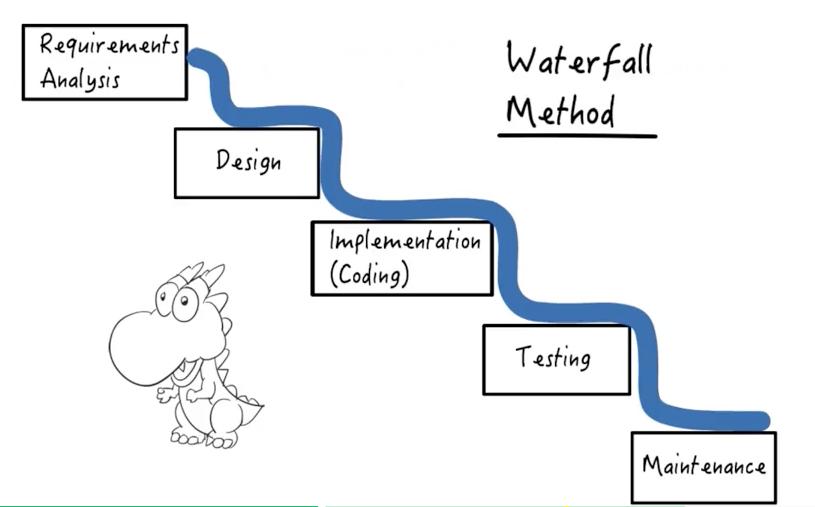 Requirements
Analysis
Waterfall
Method
Design
Implementation
(Coding)
Testing
Maintenance